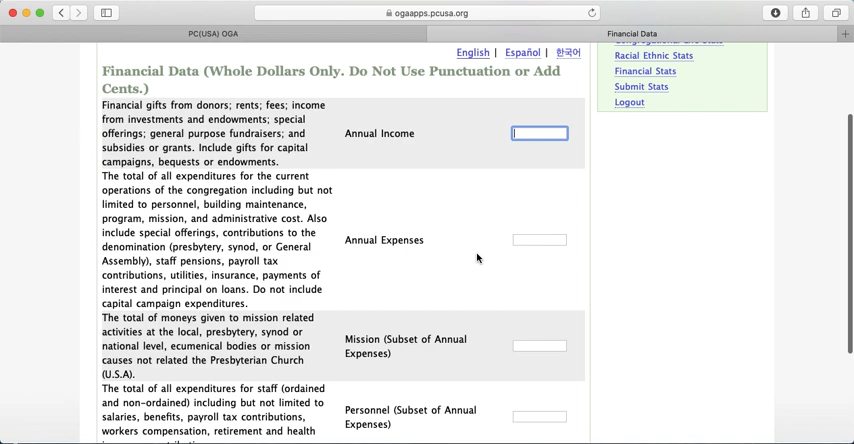 ogaapps.pcusa.org
PC(USA) OGA
Financial Data
English | Español | 한국어
Racial Ethnic Stats
Financial Stats
Submit Stats
Logout
Financial Data (Whole Dollars Only. Do Not Use Punctuation or Add
Cents.)
Financial gifts from donors; rents; fees; income
from investments and endowments; special
offerings; general purpose fundraisers; and
subsidies or grants. Include gifts for capital
campaigns, bequests or endowments.
Annual Income
The total of all expenditures for the current
operations of the congregation including but not
limited to personnel, building maintenance,
program, mission, and administrative cost. Also
include special offerings, contributions to the
denomination (presbytery, synod, or General
Assembly), staff pensions, payroll tax
contributions, utilities, insurance, payments of
interest and principal on loans. Do not include
capital campaign expenditures.
Annual Expenses
The total of moneys given to mission related
activities at the local, presbytery, synod or
national level, ecumenical bodies or mission
causes not related the Presbyterian Church
(U.S.A).
Mission (Subset of Annual
Expenses)
The total of all expenditures for staff (ordained
and non-ordained) including but not limited to
salaries, benefits, payroll tax contributions,
workers compensation, retirement and health
Personnel (Subset of Annual
Expenses)